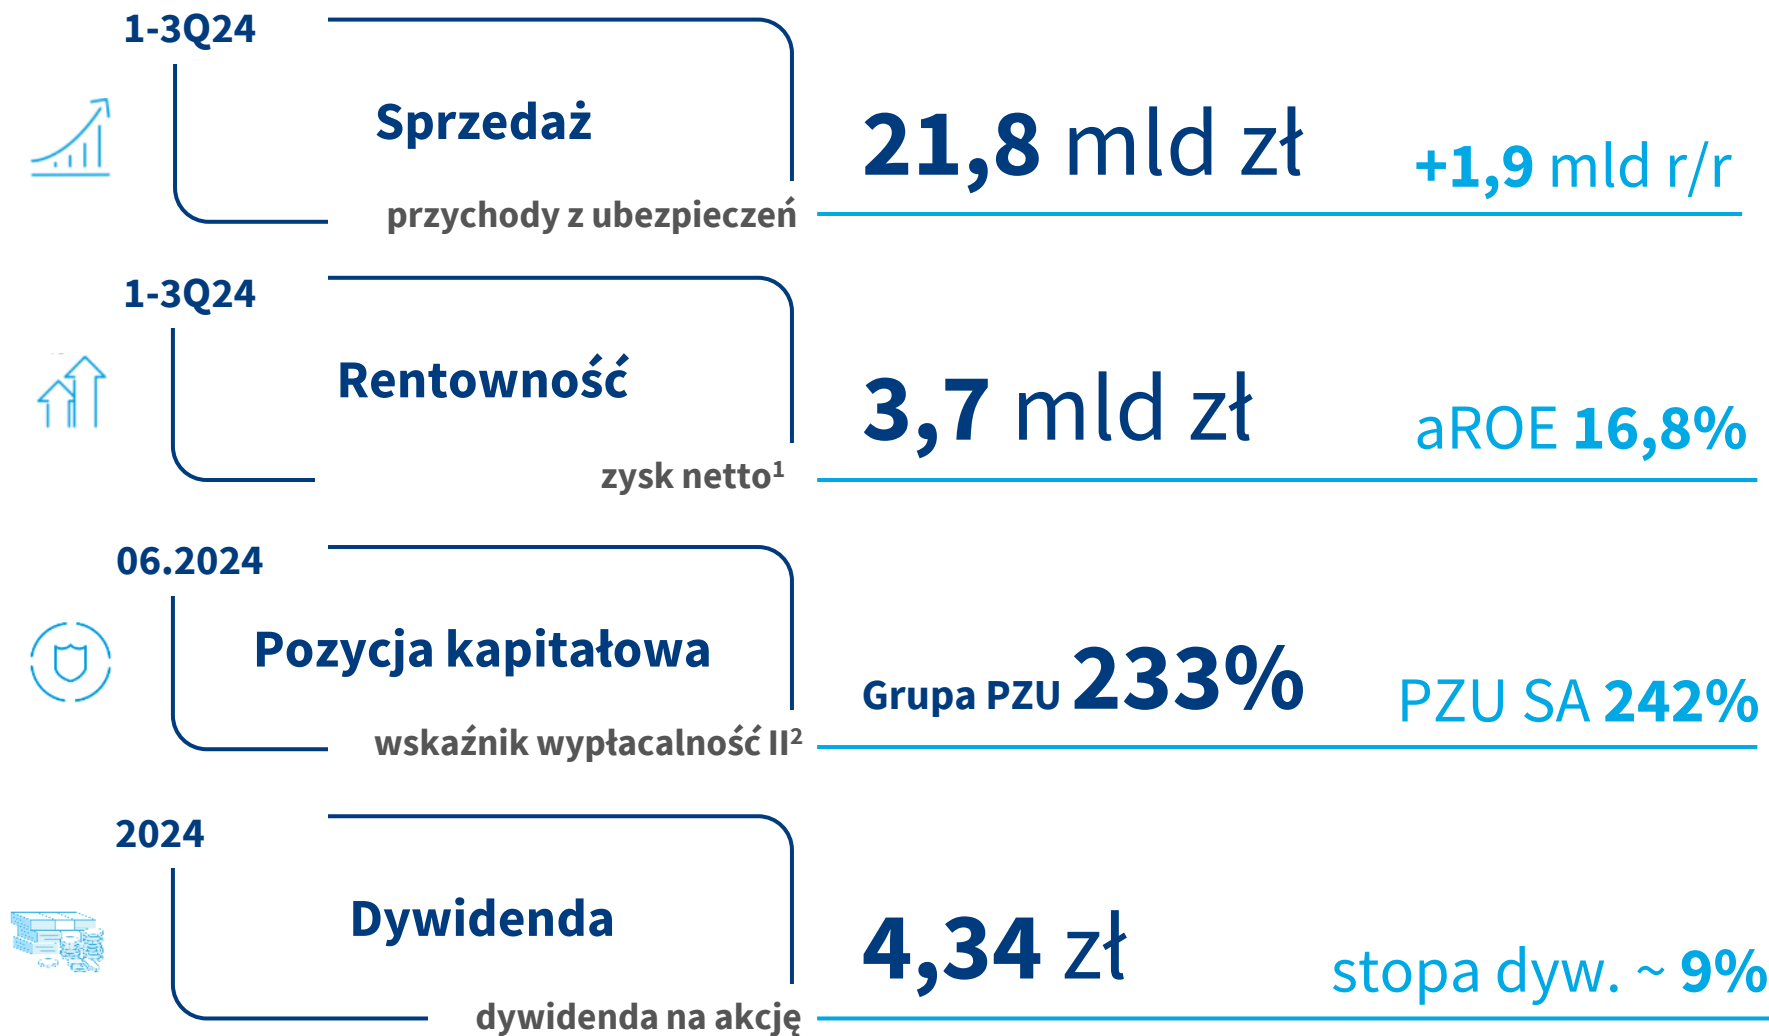 1-3Q24
Sprzedaż
przychody z ubezpieczeń
21,8 mld zł
+1,9 mld r/r
1-3Q24
Rentowność
zysk netto¹
3,7 mld zł
aROE 16,8%
06.2024
Pozycja kapitałowa
wskaźnik wypłacalność II²
Grupa PZU 233%
PZU SA 242%
2024
Dywidenda
dywidenda na akcję
4,34 zł
stopa dyw. ~ 9%